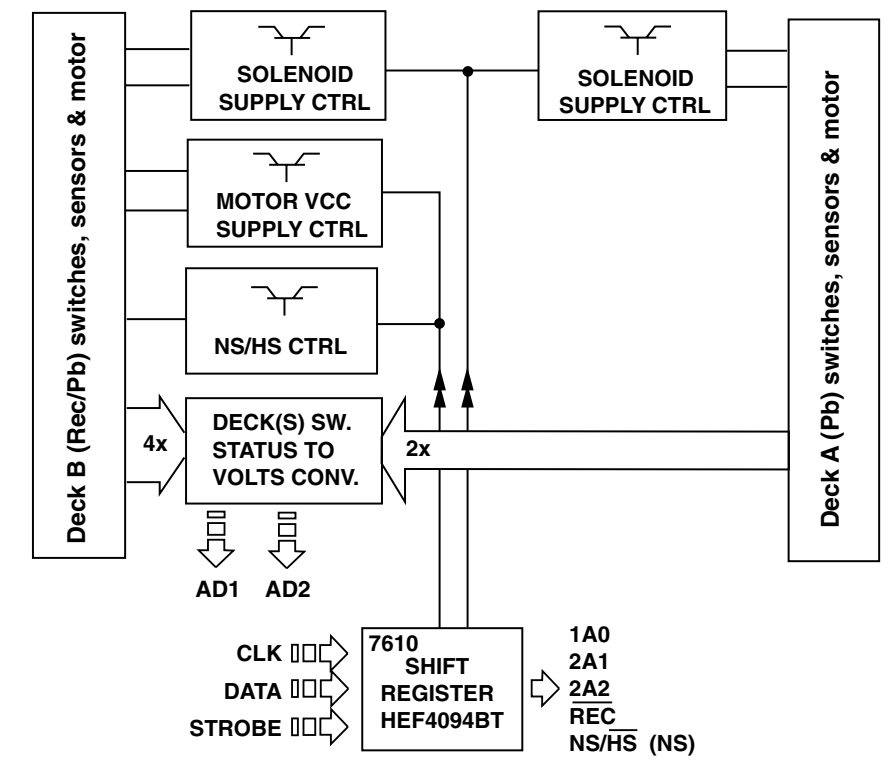 Deck B (Rec/Pb) switches, sensors & motor
SOLENOID
SUPPLY CTRL
SOLENOID
SUPPLY CTRL
MOTOR VCC
SUPPLY CTRL
NS/HS CTRL
4x
DECK(S) SW.
STATUS TO
VOLTS CONV.
2x
Deck A (Pb) switches, sensors & motor
AD1
AD2
CLK
DATA
STROBE
7610
SHIFT
REGISTER
HEF4094BT
1A0
2A1
2A2
R̅E̅C̅
NS/H̅S̅ (NS)